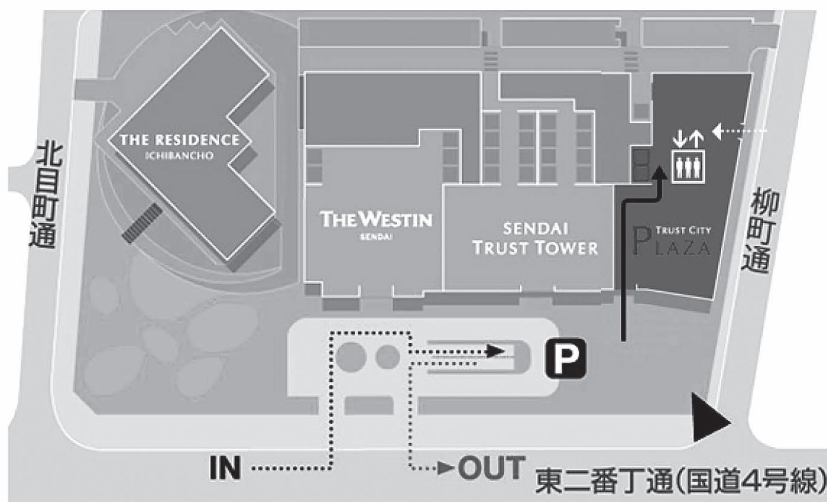 THE RESIDENCE
ICHIBANCHO
北目町通
THE WESTIN
SENDAI
SENDAI
TRUST TOWER
TRUST CITY
PLAZA
柳町通
P
IN
OUT
東二番丁通(国道4号線)